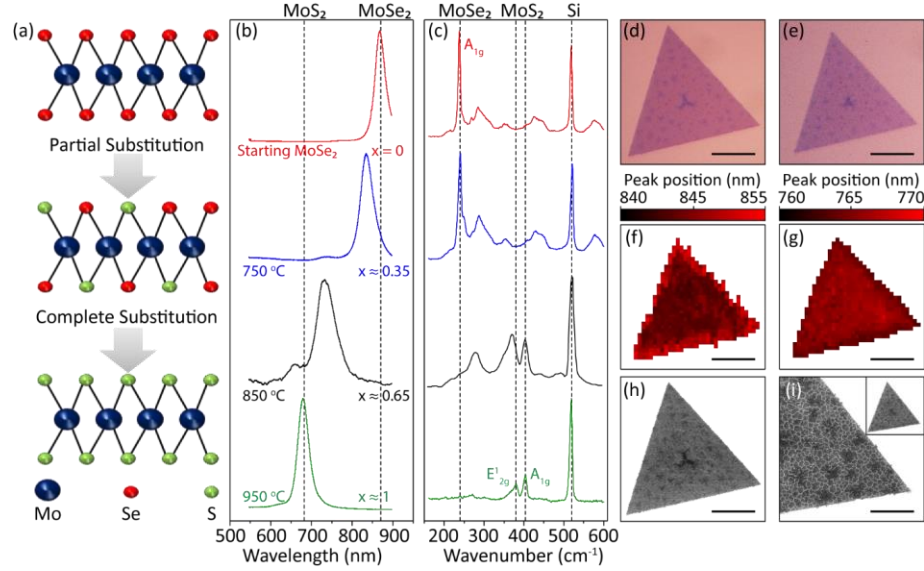 (a)
Partial Substitution
Complete Substitution
Mo Se S
(b)
MoS₂ MoSe₂
Starting MoSe₂ x = 0
750 °C x ≈ 0.35
850 °C x ≈ 0.65
950 °C x ≈ 1
500 600 700 800 900
Wavelength (nm)
(c)
MoSe₂ MoS₂ Si
A₁g
E¹₂g A₁g
200 300 400 500 600
Wavenumber (cm⁻¹)
(d)
(e)
Peak position (nm)
840 845 855
Peak position (nm)
760 765 770
(f)
(g)
(h)
(i)